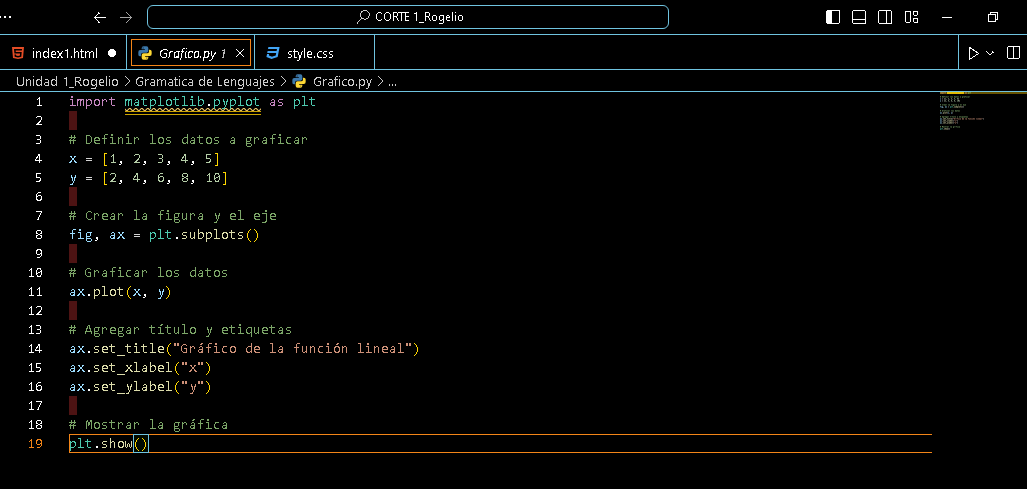 CORTE 1_Rogelio
index1.html
Grafico.py 1
style.css
Unidad 1_Rogelio > Gramatica de Lenguajes > Grafico.py > ...
1 import matplotlib.pyplot as plt
2
3 # Definir los datos a graficar
4 x = [1, 2, 3, 4, 5]
5 y = [2, 4, 6, 8, 10]
6
7 # Crear la figura y el eje
8 fig, ax = plt.subplots()
9
10 # Graficar los datos
11 ax.plot(x, y)
12
13 # Agregar título y etiquetas
14 ax.set_title("Gráfico de la función lineal")
15 ax.set_xlabel("x")
16 ax.set_ylabel("y")
17
18 # Mostrar la gráfica
19 plt.show()